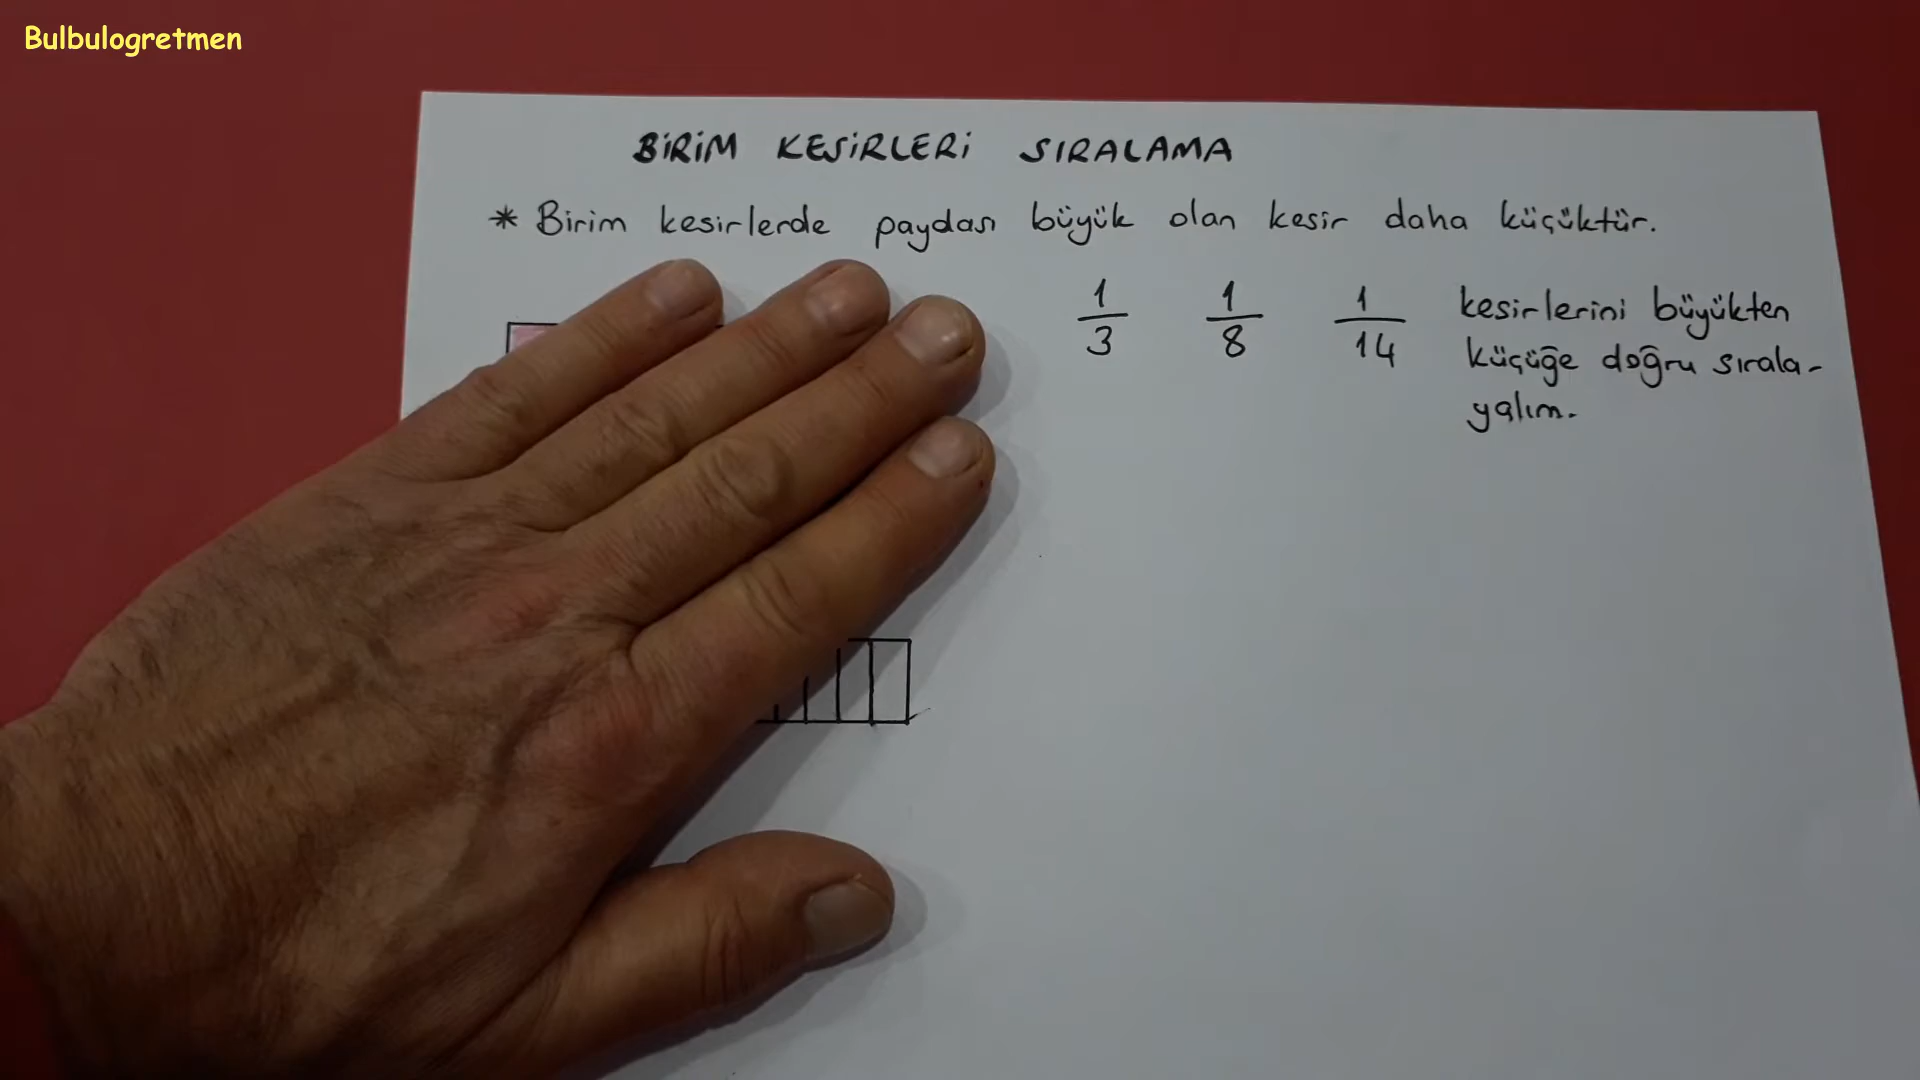 Bulbulogretmen
BİRİM KESİRLERİ SIRALAMA
* Birim kesirlerde paydası büyük olan kesir daha küçüktür.
1/3 1/8 1/14 kesirlerini büyükten
küçüğe doğru sırala-
yalım.